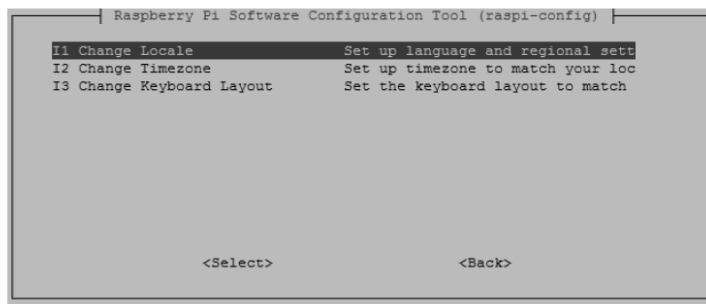 Raspberry Pi Software Configuration Tool (raspi-config)
I1 Change Locale Set up language and regional sett
I2 Change Timezone Set up timezone to match your loc
I3 Change Keyboard Layout Set the keyboard layout to match
<Select> <Back>